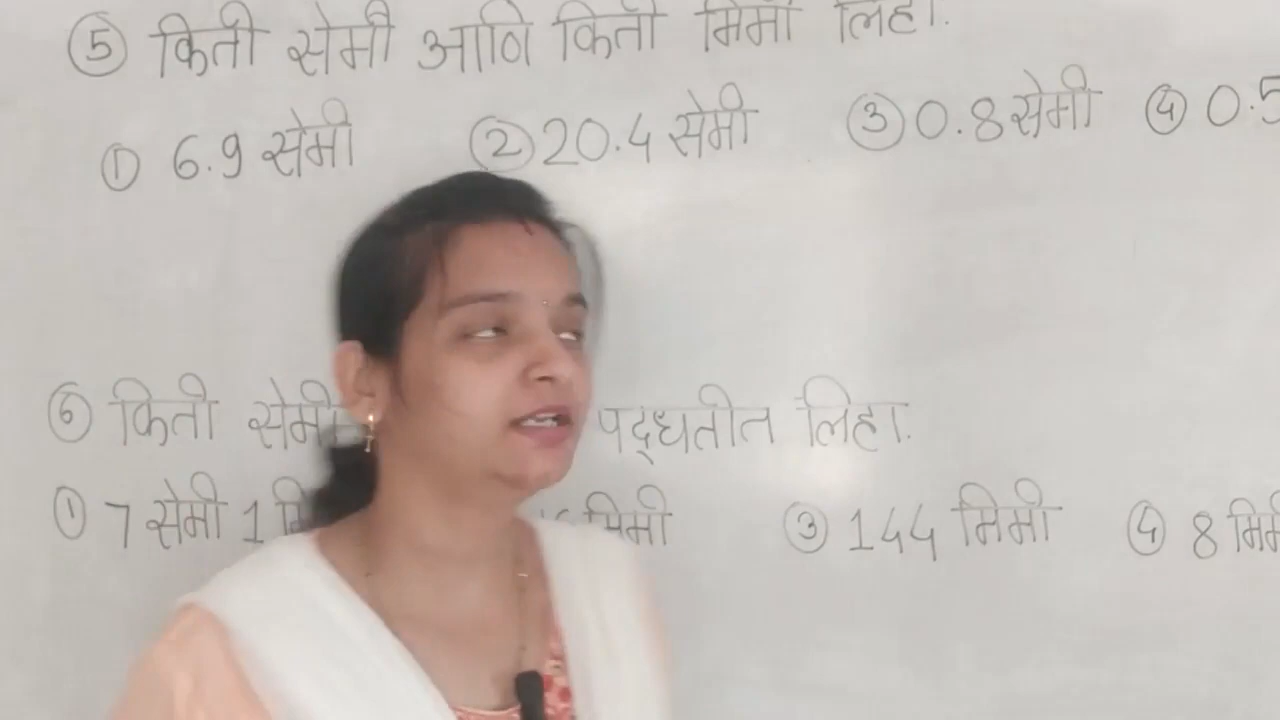 ⑤ किती सेमी आणि किती मिमी लिहा.
① 6.9 सेमी ② 20.4 सेमी ③ 0.8 सेमी ④ 0.5
⑥ किती सेमी पद्धतीत लिहा.
① 7 सेमी 1 मिमी ③ 144 मिमी ④ 8 मिमी